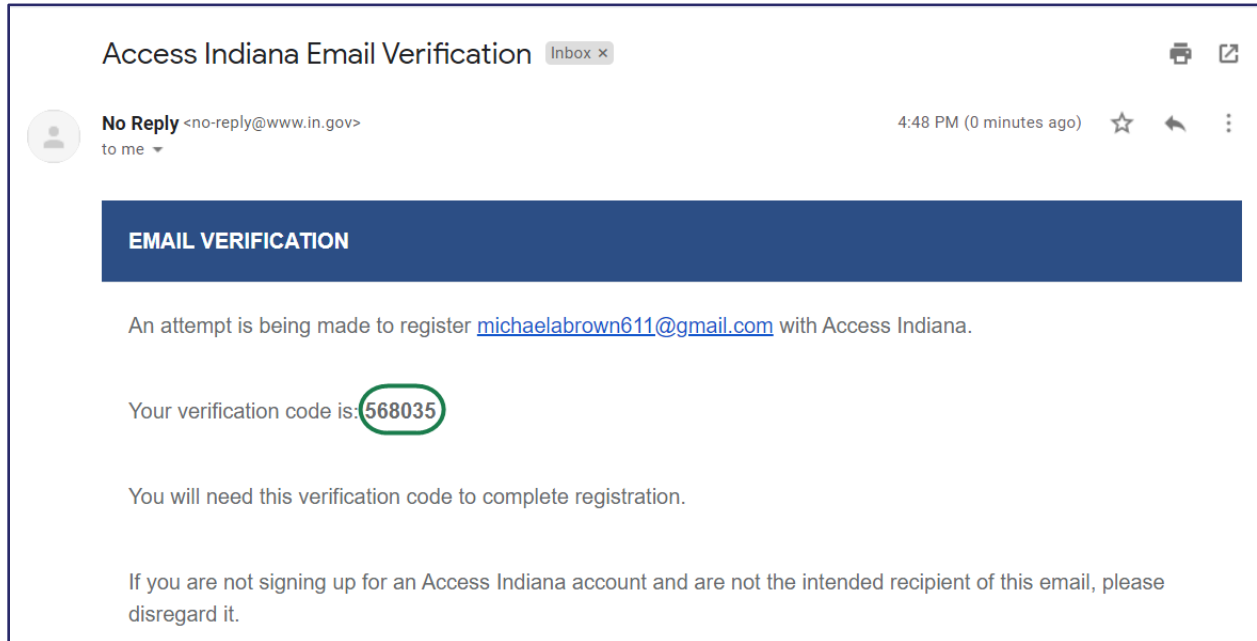 Access Indiana Email Verification Inbox ×
No Reply <no-reply@www.in.gov> 4:48 PM (0 minutes ago)
to me
EMAIL VERIFICATION
An attempt is being made to register michaelabrown611@gmail.com with Access Indiana.
Your verification code is: 568035
You will need this verification code to complete registration.
If you are not signing up for an Access Indiana account and are not the intended recipient of this email, please
disregard it.